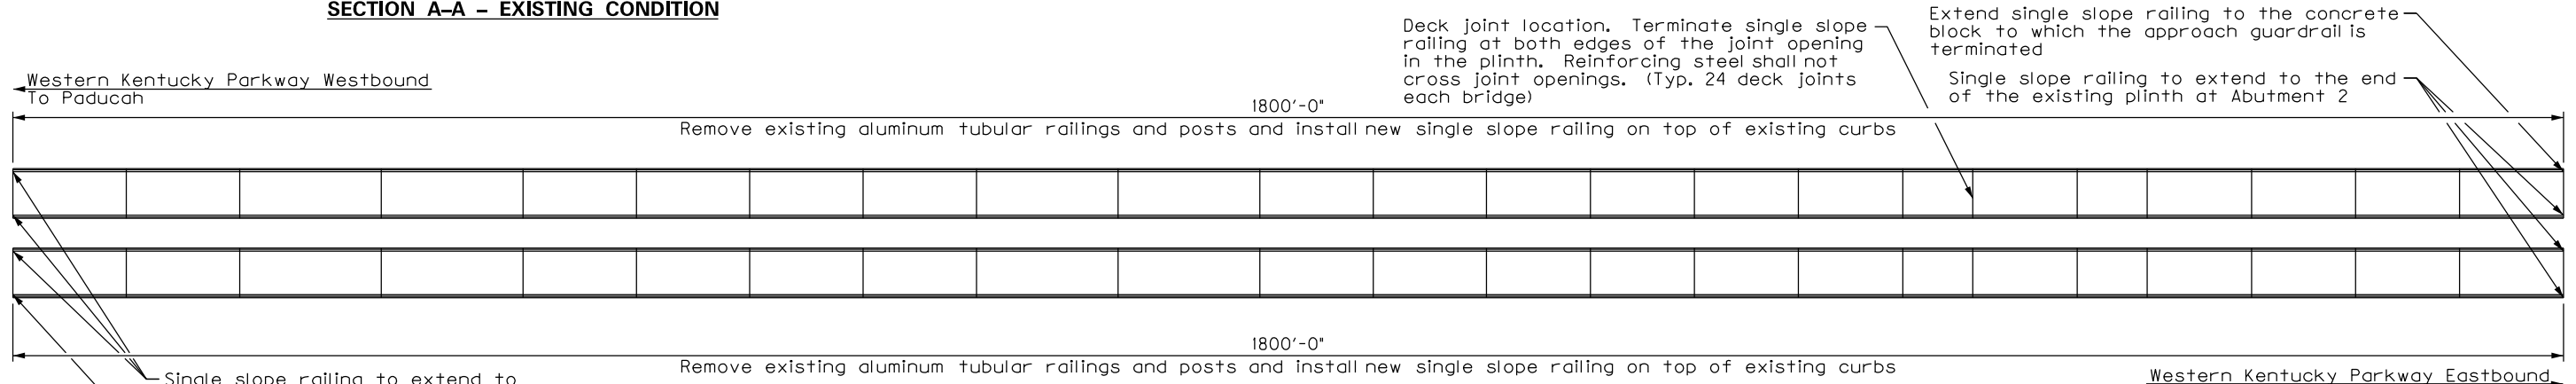 SECTION A–A – EXISTING CONDITION
Western Kentucky Parkway Westbound
To Paducah
Deck joint location. Terminate single slope
railing at both edges of the joint opening
in the plinth. Reinforcing steel shall not
cross joint openings. (Typ. 24 deck joints
each bridge)
Extend single slope railing to the concrete
block to which the approach guardrail is
terminated
Single slope railing to extend to the end
of the existing plinth at Abutment 2
1800'-0"
Remove existing aluminum tubular railings and posts and install new single slope railing on top of existing curbs
1800'-0"
Remove existing aluminum tubular railings and posts and install new single slope railing on top of existing curbs
Single slope railing to extend to
Western Kentucky Parkway Eastbound